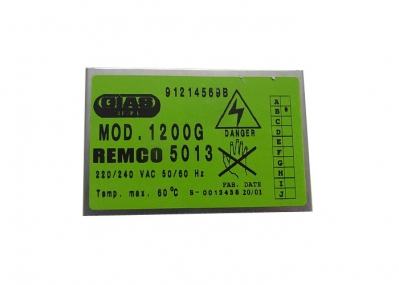 GIAS
91214569B
MOD. 1200G
DANGER
REMCO 5013
220/240 VAC 50/60 Hz
FAB. DATE
Temp. max. 60°C
S-0013438 20/01
A
B
C
D
E
F
G
H
I
J